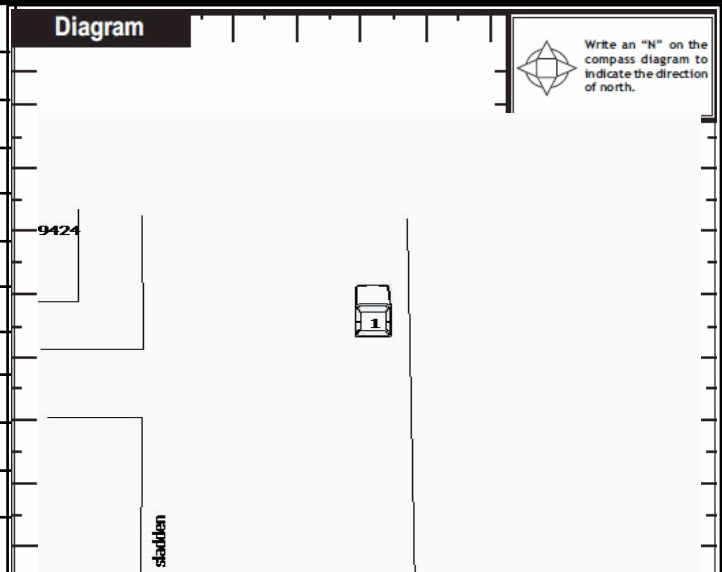 Diagram
Write an “N” on the
compass diagram to
indicate the direction
of north.
9424
1
sladden